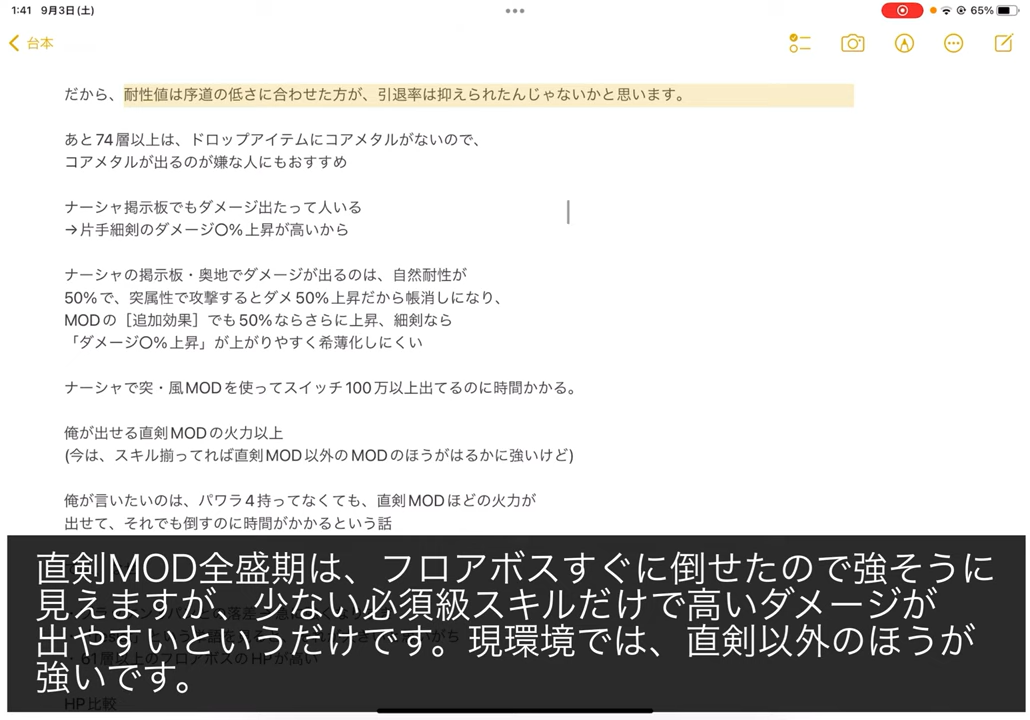 1:41 9月3日(土)
65%
台本
だから、耐性値は序道の低さに合わせた方が、引退率は抑えられたんじゃないかと思います。
あと74層以上は、ドロップアイテムにコアメタルがないので、
コアメタルが出るのが嫌な人にもおすすめ
ナーシャ掲示板でもダメージ出たって人いる
→片手細剣のダメージ〇%上昇が高いから
ナーシャの掲示板・奥地でダメージが出るのは、自然耐性が
50%で、突属性で攻撃するとダメ50%上昇だから帳消しになり、
MODの［追加効果］でも50%ならさらに上昇、細剣なら
「ダメージ〇%上昇」が上がりやすく希薄化しにくい
ナーシャで突・風MODを使ってスイッチ100万以上出てるのに時間かかる。
俺が出せる直剣MODの火力以上
(今は、スキル揃ってれば直剣MOD以外のMODのほうがはるかに強いけど)
俺が言いたいのは、パワラ4持ってなくても、直剣MODほどの火力が
出せて、それでも倒すのに時間がかかるという話
直剣MOD全盛期は、フロアボスすぐに倒せたので強そうに
見えますが、少ない必須級スキルだけで高いダメージが
出やすいというだけです。現環境では、直剣以外のほうが
強いです。
・61層以上のフロアボスのHPが高い
HP比較